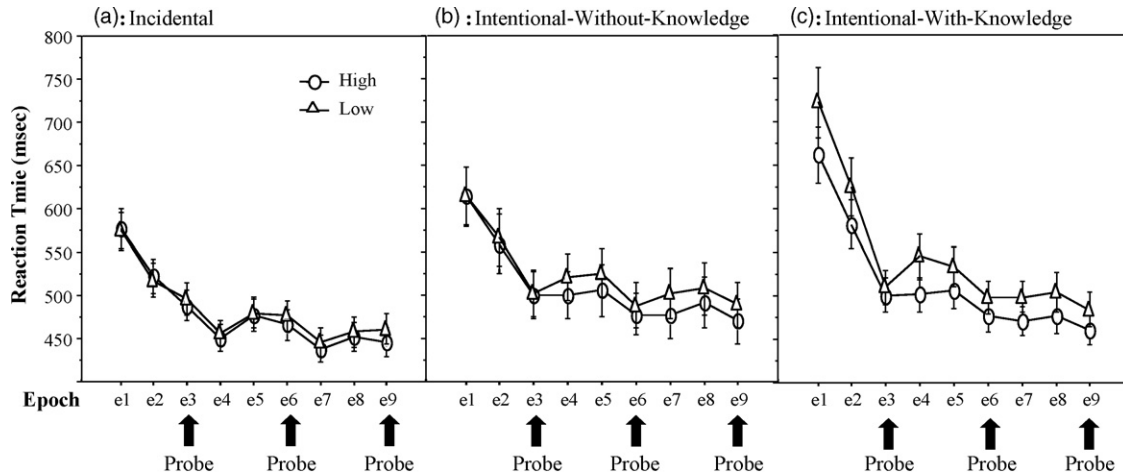 (a): Incidental
(b): Intentional-Without-Knowledge
(c): Intentional-With-Knowledge
800
750
700
650
600
550
500
450
Reaction Tmie (msec)
High
Low
Epoch e1 e2 e3 e4 e5 e6 e7 e8 e9 e1 e2 e3 e4 e5 e6 e7 e8 e9 e1 e2 e3 e4 e5 e6 e7 e8 e9
Probe Probe Probe Probe Probe Probe Probe Probe Probe